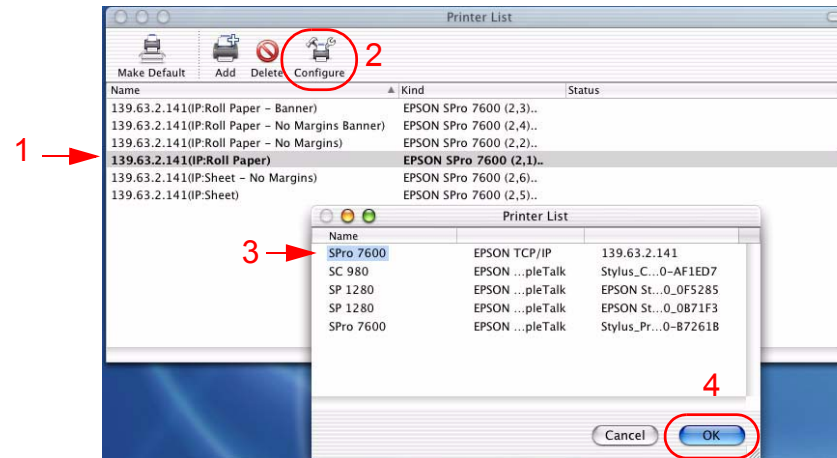 Printer List
2
Make Default Add Delete Configure
Name Kind Status
139.63.2.141(IP:Roll Paper – Banner) EPSON SPro 7600 (2,3)..
139.63.2.141(IP:Roll Paper – No Margins Banner) EPSON SPro 7600 (2,4)..
139.63.2.141(IP:Roll Paper – No Margins) EPSON SPro 7600 (2,2)..
1 139.63.2.141(IP:Roll Paper) EPSON SPro 7600 (2,1)..
139.63.2.141(IP:Sheet – No Margins) EPSON SPro 7600 (2,6)..
139.63.2.141(IP:Sheet) EPSON SPro 7600 (2,5)..
Printer List
Name
3 SPro 7600 EPSON TCP/IP 139.63.2.141
SC 980 EPSON ...pleTalk Stylus_C...0-AF1ED7
SP 1280 EPSON ...pleTalk EPSON St...0_0F5285
SP 1280 EPSON ...pleTalk EPSON St...0_0B71F3
SPro 7600 EPSON ...pleTalk Stylus_Pr...0-B7261B
4
Cancel OK